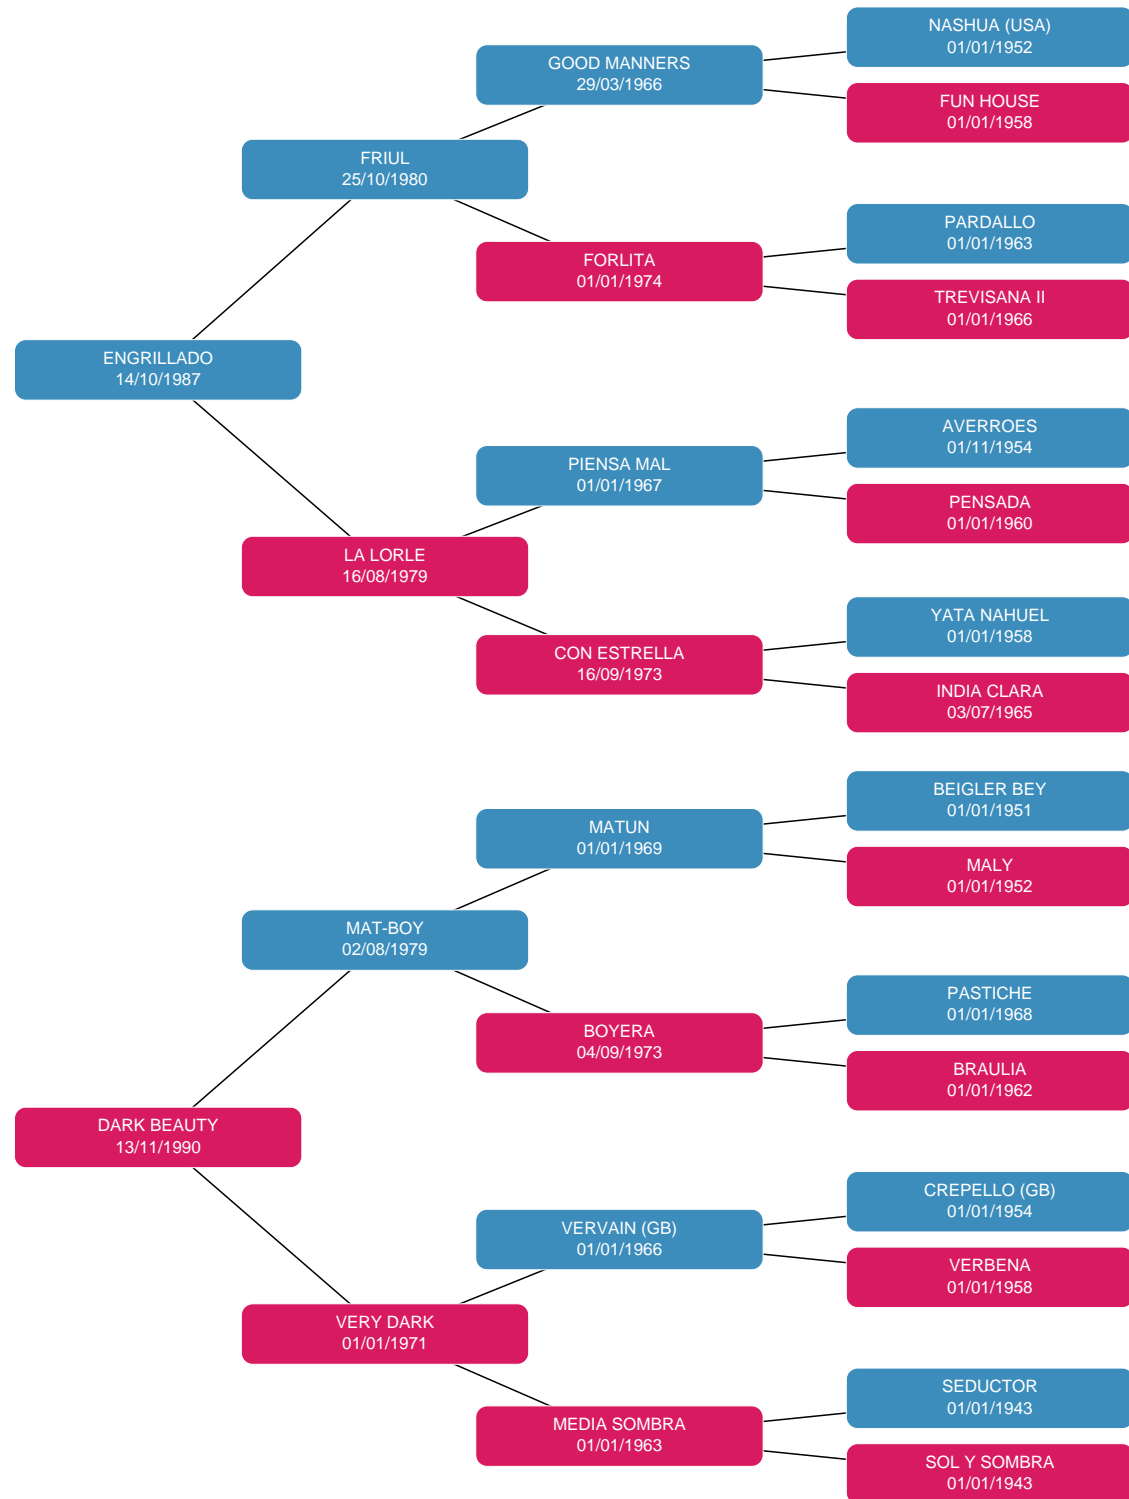 NASHUA (USA)
01/01/1952
GOOD MANNERS
29/03/1966
FUN HOUSE
01/01/1958
FRIUL
25/10/1980
PARDALLO
01/01/1963
FORLITA
01/01/1974
TREVISANA II
01/01/1966
ENGRILLADO
14/10/1987
AVERROES
01/11/1954
PIENSA MAL
01/01/1967
PENSADA
01/01/1960
LA LORLE
16/08/1979
YATA NAHUEL
01/01/1958
CON ESTRELLA
16/09/1973
INDIA CLARA
03/07/1965
BEIGLER BEY
01/01/1951
MATUN
01/01/1969
MALY
01/01/1952
MAT-BOY
02/08/1979
PASTICHE
01/01/1968
BOYERA
04/09/1973
BRAULIA
01/01/1962
DARK BEAUTY
13/11/1990
CREPELLO (GB)
01/01/1954
VERVAIN (GB)
01/01/1966
VERBENA
01/01/1958
VERY DARK
01/01/1971
SEDUCTOR
01/01/1943
MEDIA SOMBRA
01/01/1963
SOL Y SOMBRA
01/01/1943